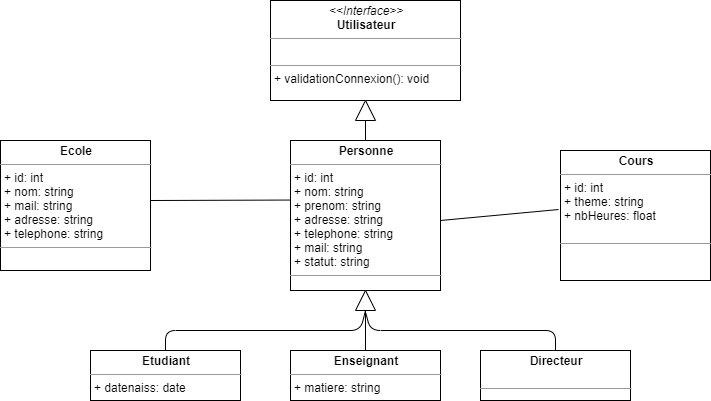 <<Interface>>
Utilisateur
+ validationConnexion(): void
Ecole
+ id: int
+ nom: string
+ mail: string
+ adresse: string
+ telephone: string
Personne
+ id: int
+ nom: string
+ prenom: string
+ adresse: string
+ telephone: string
+ mail: string
+ statut: string
Cours
+ id: int
+ theme: string
+ nbHeures: float
Etudiant
+ datenaiss: date
Enseignant
+ matiere: string
Directeur